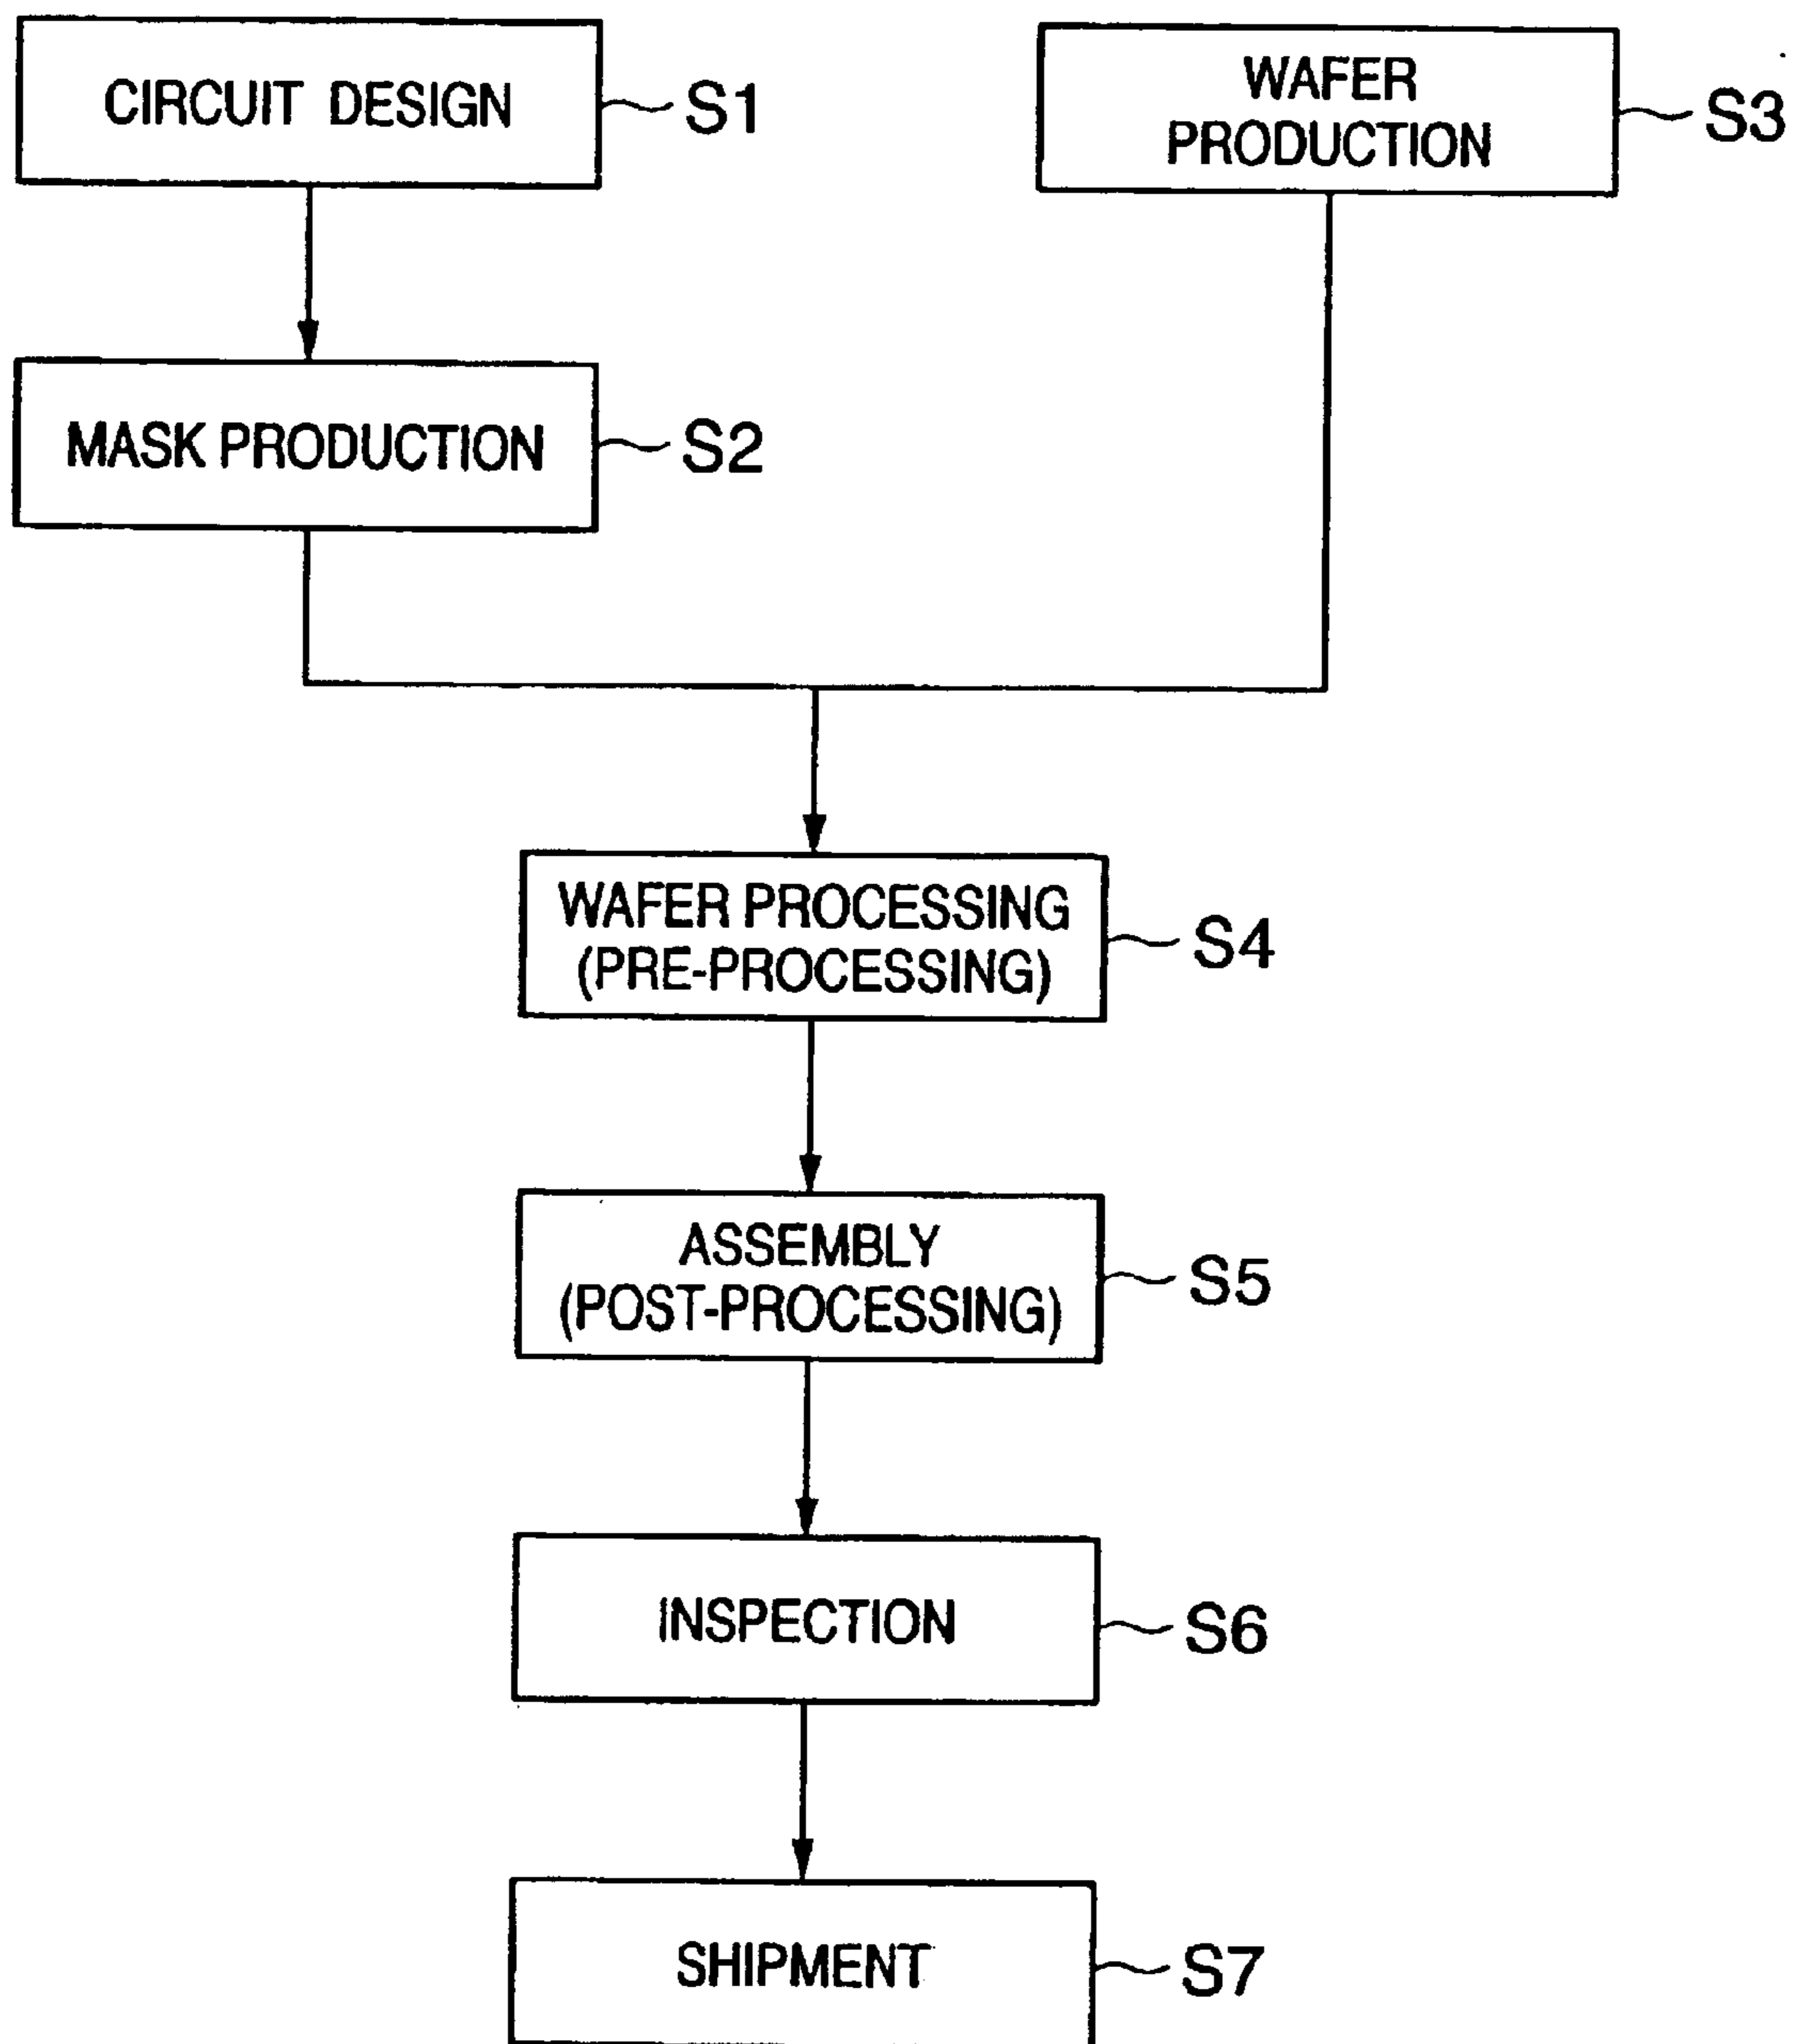 CIRCUIT DESIGN
S1
WAFER
PRODUCTION
S3
MASK PRODUCTION
S2
WAFER PROCESSING
(PRE-PROCESSING)
S4
ASSEMBLY
(POST-PROCESSING)
S5
INSPECTION
S6
SHIPMENT
S7